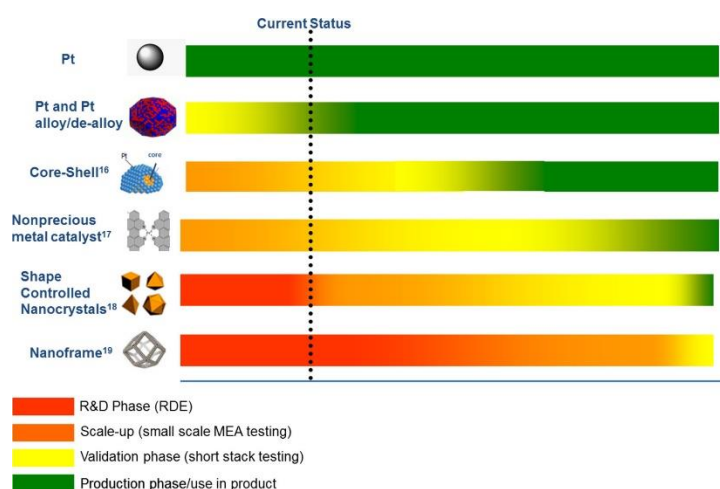 Current Status
Pt
Pt and Pt
alloy/de-alloy
Pt
core
Core-Shell16
Nonprecious
metal catalyst17
Shape
Controlled
Nanocrystals18
Nanoframe19
R&D Phase (RDE)
Scale-up (small scale MEA testing)
Validation phase (short stack testing)
Production phase/use in product